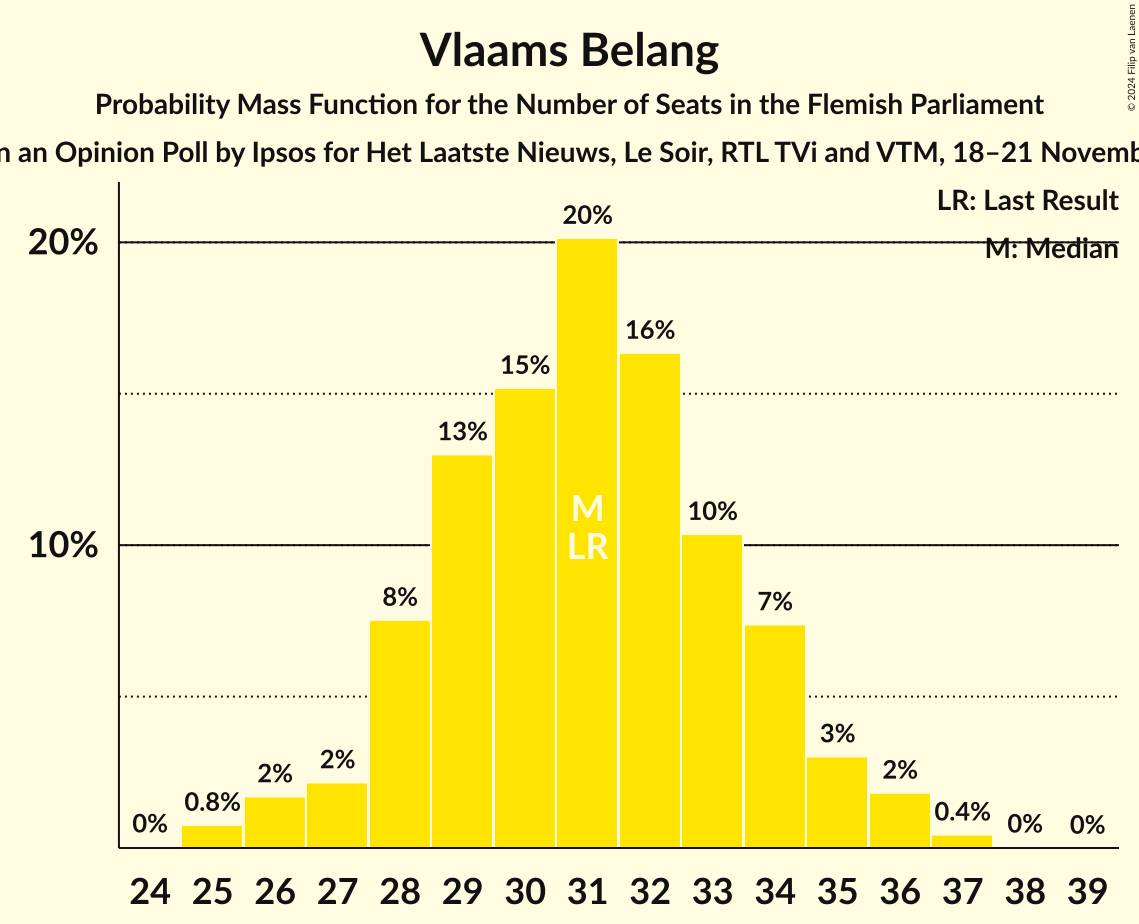 Vlaams Belang
Probability Mass Function for the Number of Seats in the Flemish Parliament
an Opinion Poll by Ipsos for Het Laatste Nieuws, Le Soir, RTL TVi and VTM, 18–21
© 2024 Filip van Laenen
LR: Last Result
M: Median
20%
10%
0%
0.8%
2%
2%
8%
13%
15%
20%
16%
10%
7%
3%
2%
0.4%
0%
0%
M
LR
24 25 26 27 28 29 30 31 32 33 34 35 36 37 38 39